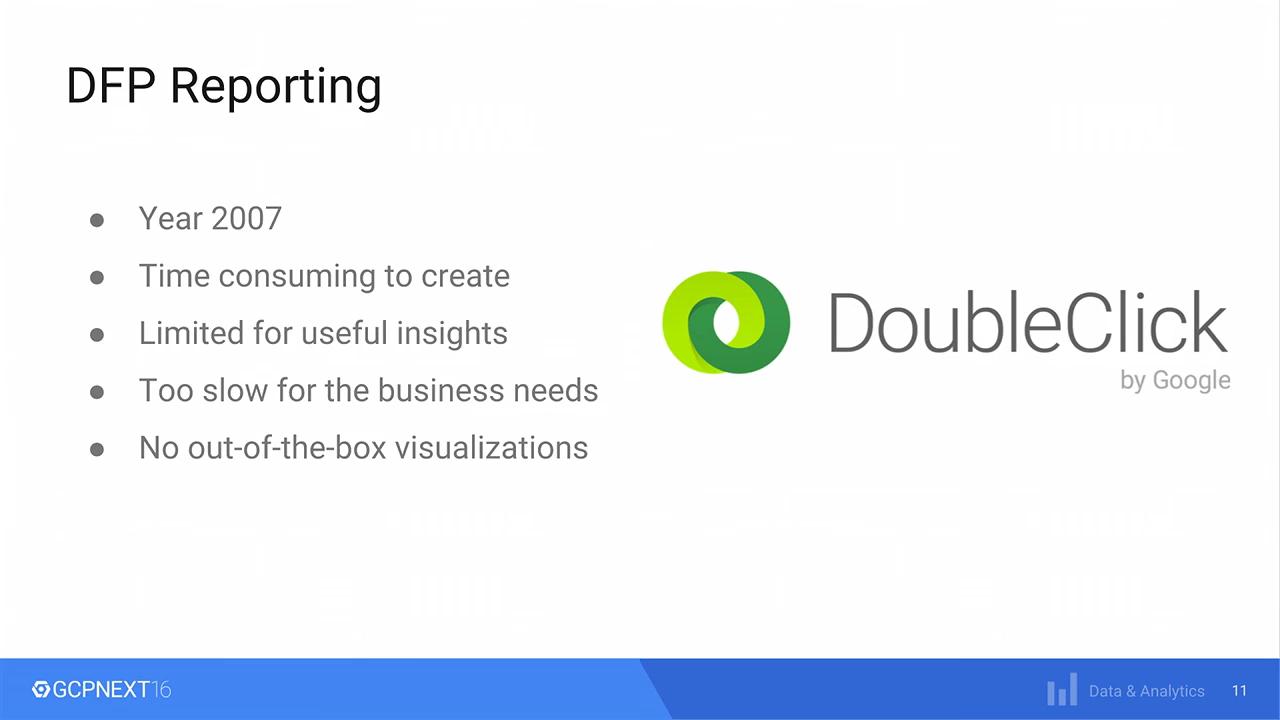 DFP Reporting
● Year 2007
● Time consuming to create
● Limited for useful insights
● Too slow for the business needs
● No out-of-the-box visualizations
DoubleClick
by Google
GCPNEXT16
Data & Analytics
11